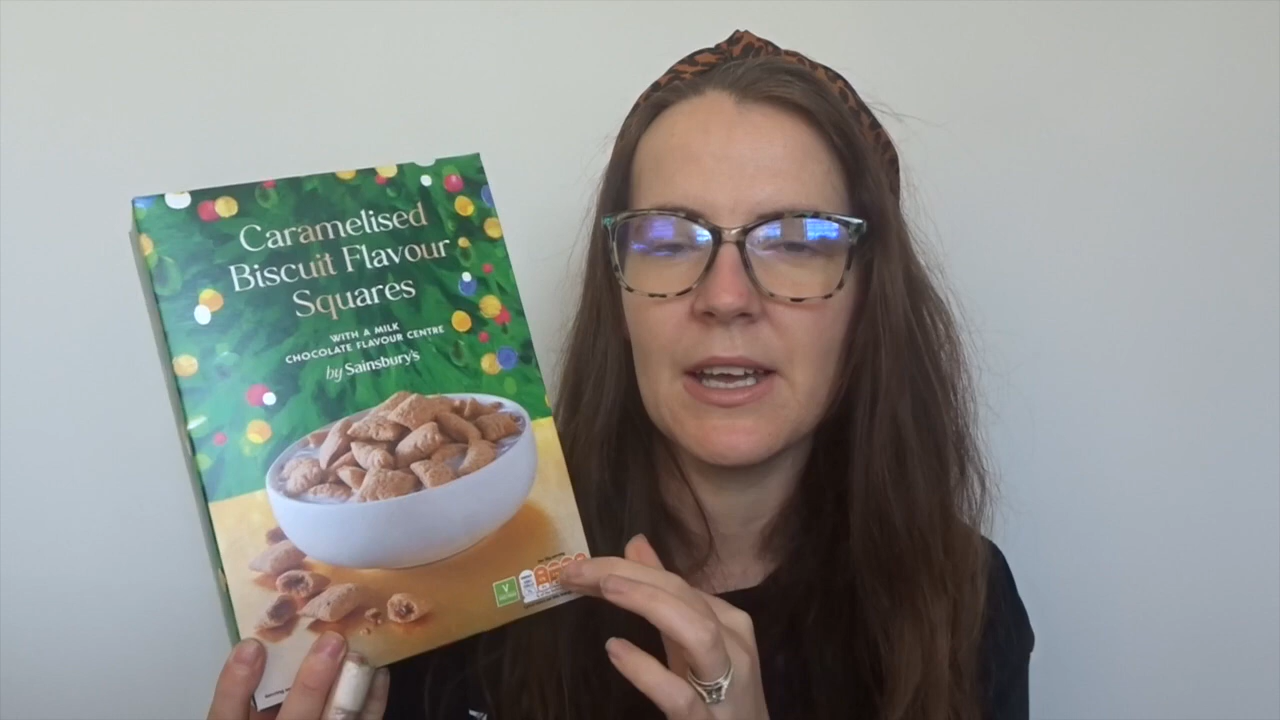 Caramelised
Biscuit Flavour
Squares
WITH A MILK
CHOCOLATE FLAVOUR CENTRE
by Sainsbury's
V